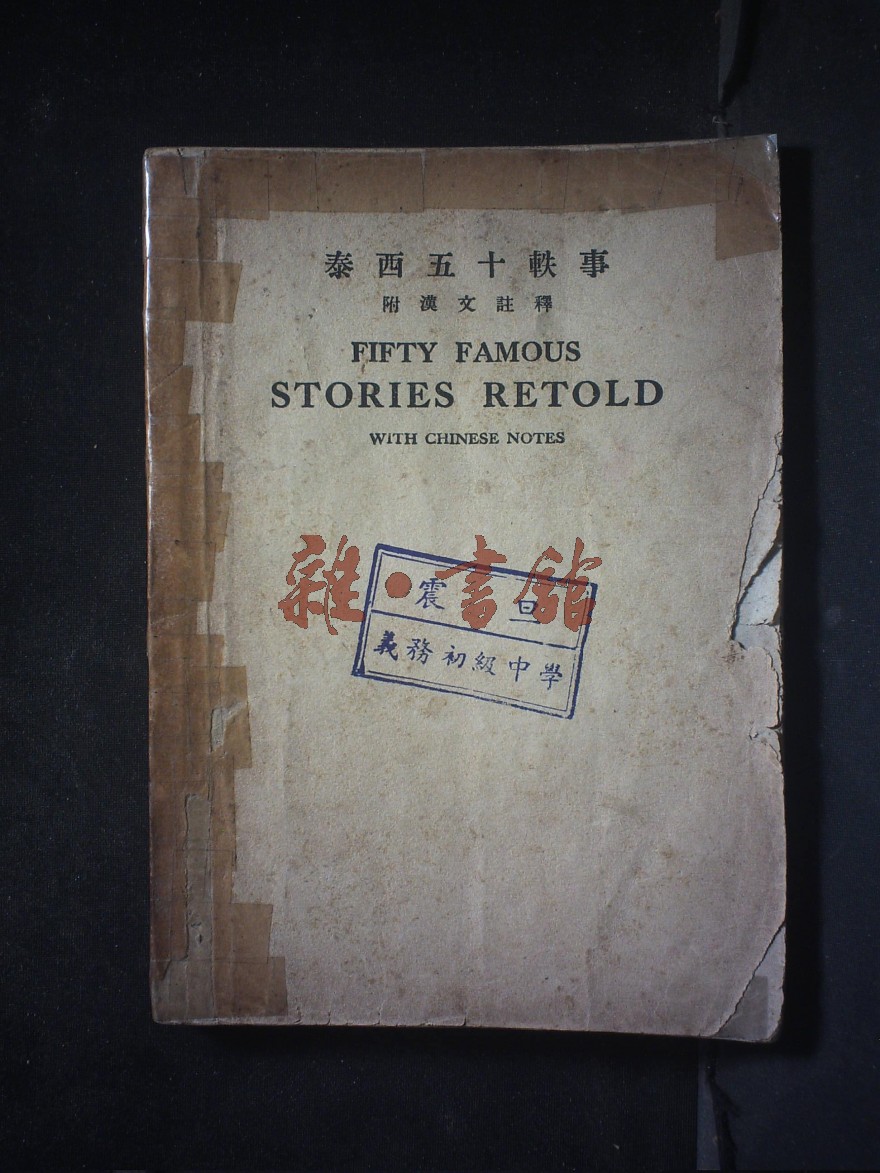 泰西五十軼事
附漢文註釋
FIFTY FAMOUS
STORIES RETOLD
WITH CHINESE NOTES
雜·書館
震旦
義務初級中學